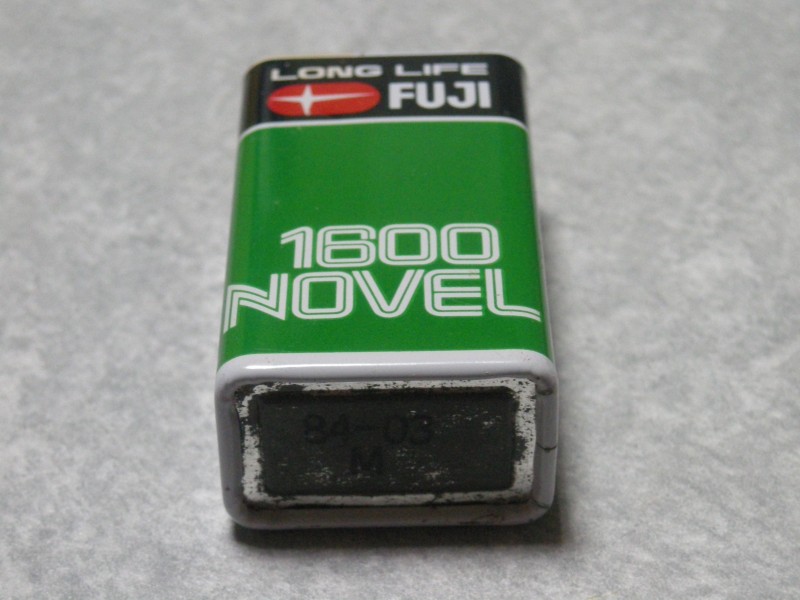 LONG LIFE
FUJI
1600
NOVEL
84-03
M